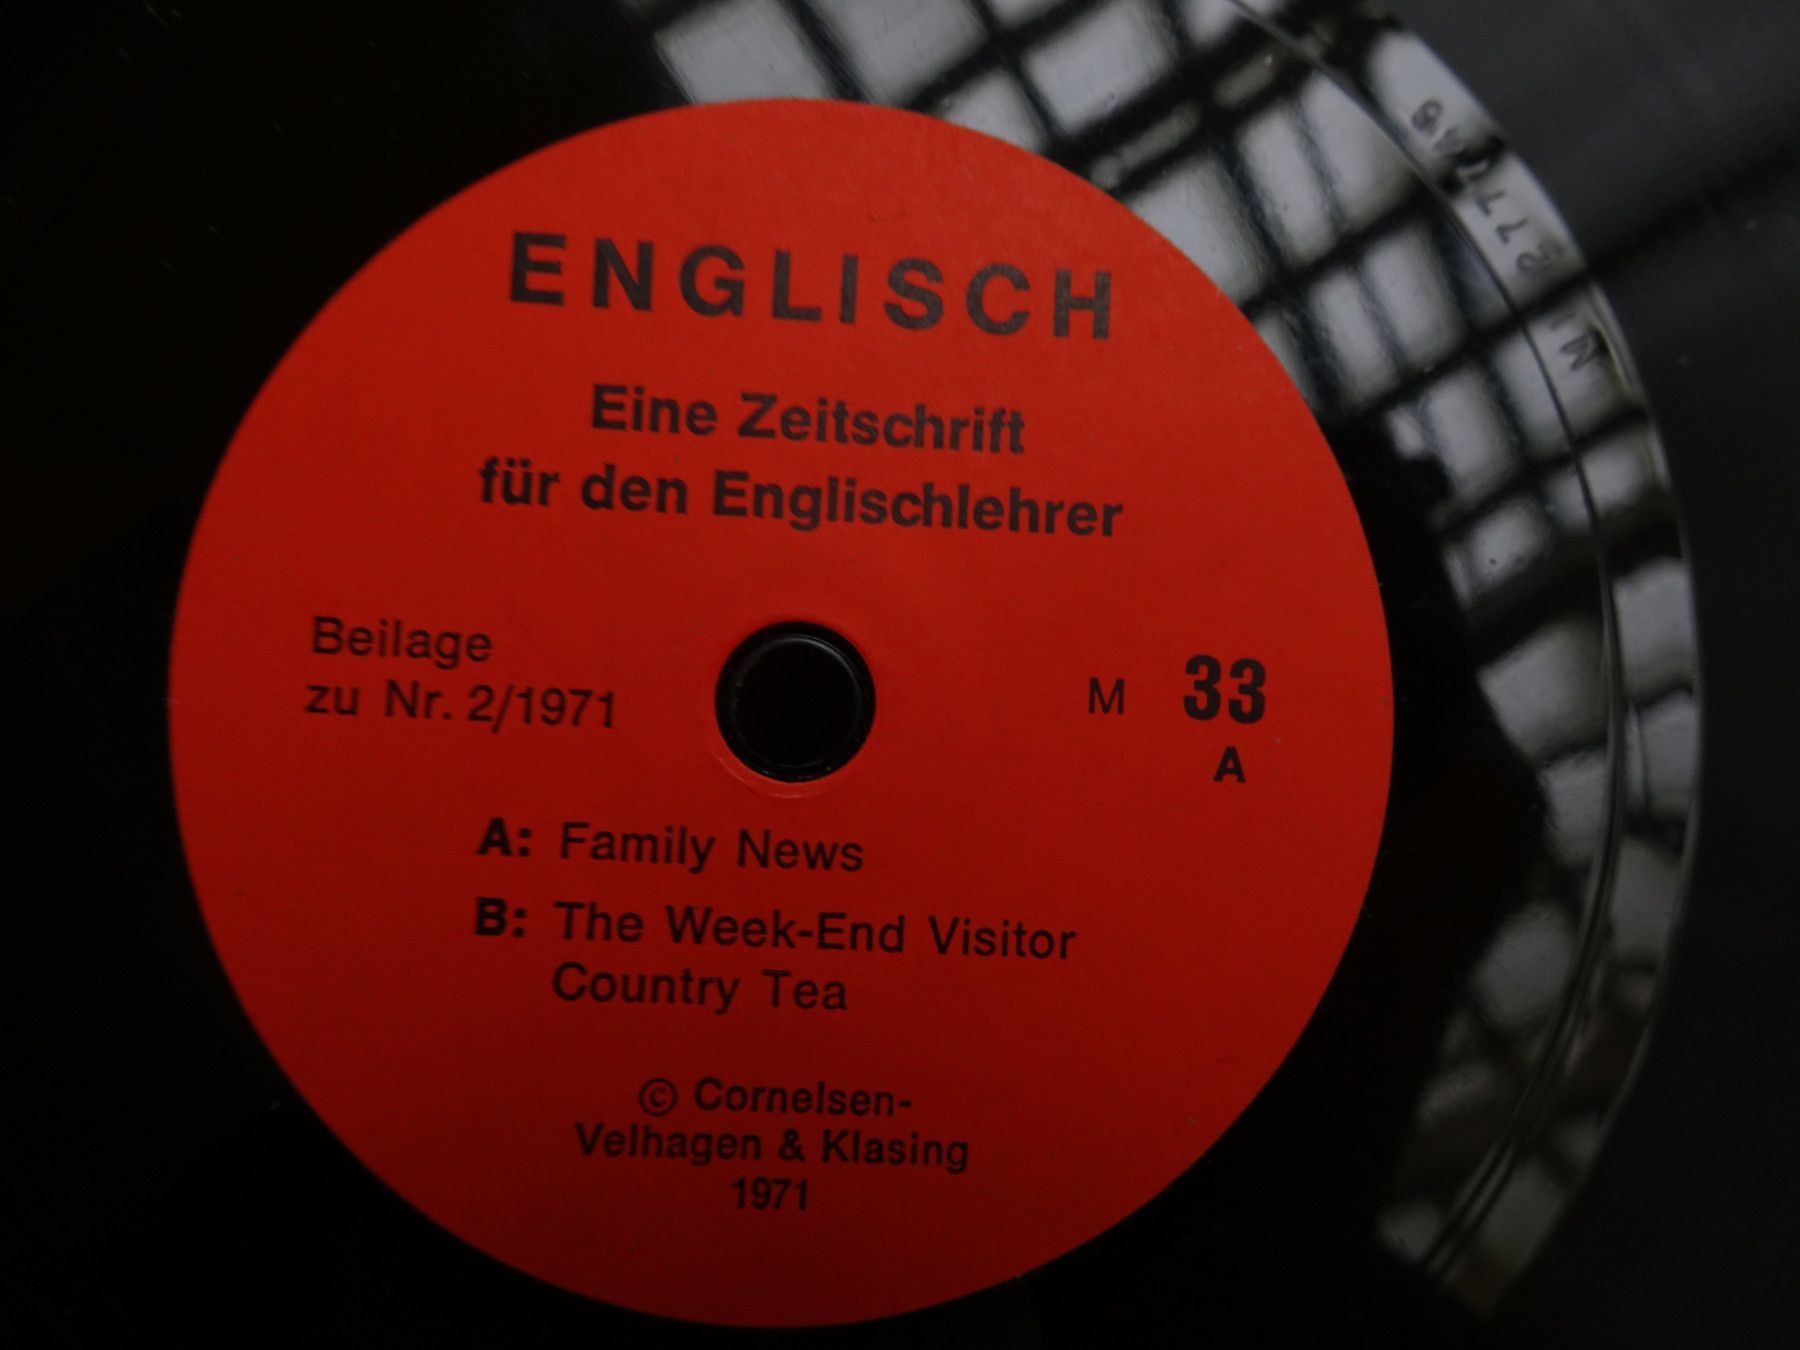 ENGLISCH
Eine Zeitschrift
für den Englischlehrer
Beilage
zu Nr. 2/1971
M 33
A
A: Family News
B: The Week-End Visitor
Country Tea
© Cornelsen-
Velhagen & Klasing
1971